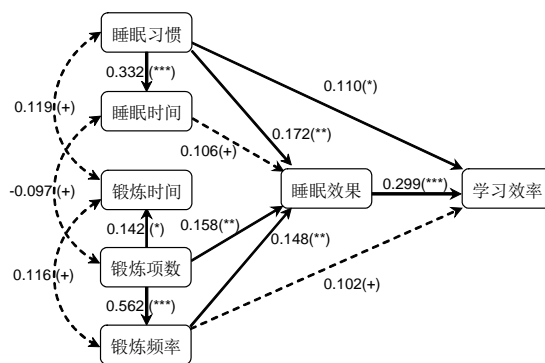 睡眠习惯
0.332 (***)
0.110(*)
0.119 (+)
睡眠时间
0.172(**)
0.106(+)
-0.097 (+)
锻炼时间
睡眠效果
0.299(***)
学习效率
0.142 (*)
0.158(**)
0.148(**)
0.116 (+)
锻炼项数
0.102(+)
0.562 (***)
锻炼频率